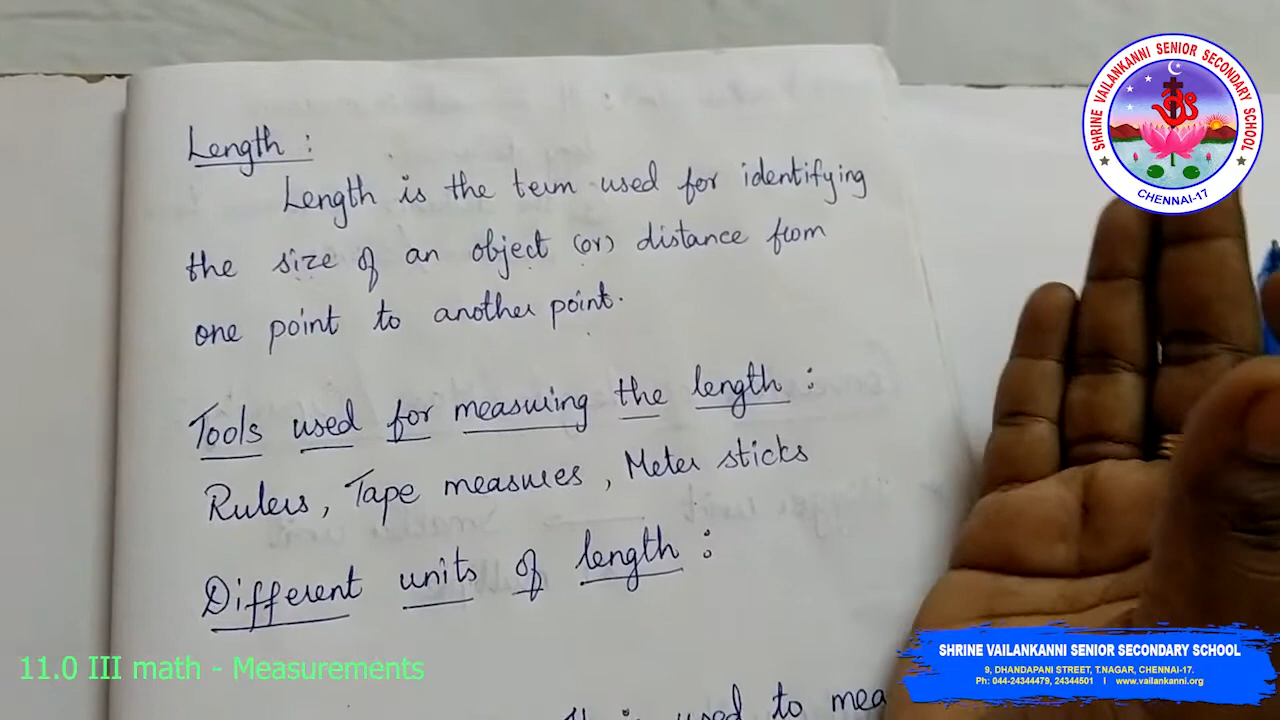 Length :
Length is the term used for identifying
the size of an object (or) distance from
one point to another point.
Tools used for measuring the length :
Rulers, Tape measures, Meter sticks
Different units of length :
used to mea
11.0 III math - Measurements
SHRINE VAILANKANNI SENIOR SECONDARY SCHOOL
CHENNAI-17
SHRINE VAILANKANNI SENIOR SECONDARY SCHOOL
9, DHANDAPANI STREET, T.NAGAR, CHENNAI-17.
Ph: 044-24344479, 24344501 I www.vailankanni.org